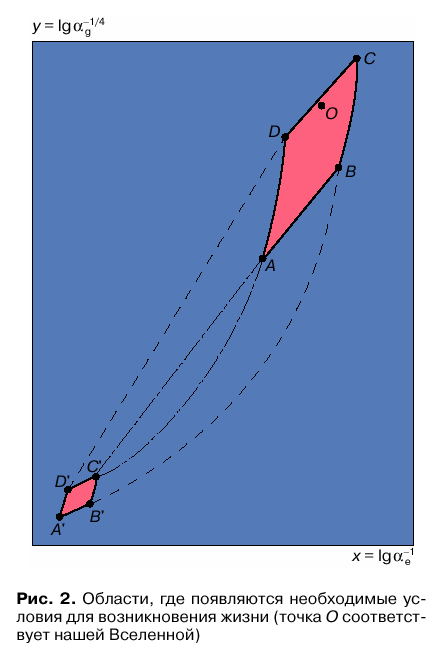 y = lg α_g^{-1/4}
C
O
D
B
A
C'
D'
B'
A'
x = lg α_e^{-1}
Рис. 2. Области, где появляются необходимые ус-
ловия для возникновения жизни (точка O соответст-
вует нашей Вселенной)